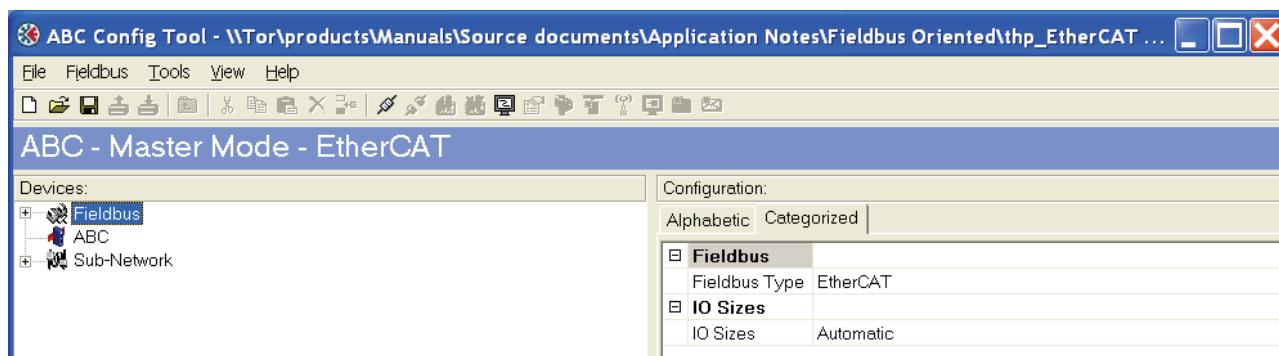 ABC Config Tool - \\Tor\products\Manuals\Source documents\Application Notes\Fieldbus Oriented\thp_EtherCAT ...
File Fieldbus Tools View Help
ABC - Master Mode - EtherCAT
Devices:
Fieldbus
ABC
Sub-Network
Configuration:
Alphabetic Categorized
Fieldbus
Fieldbus Type EtherCAT
IO Sizes
IO Sizes Automatic